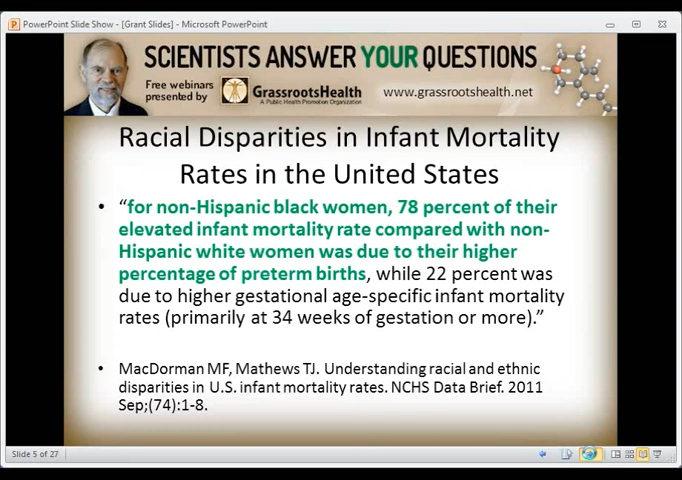 PowerPoint Slide Show - [Grant Slides] - Microsoft PowerPoint
SCIENTISTS ANSWER YOUR QUESTIONS
Free webinars
presented by
GrassrootsHealth
A Public Health Promotion Organization
www.grassrootshealth.net
Racial Disparities in Infant Mortality
Rates in the United States
• “for non-Hispanic black women, 78 percent of their
elevated infant mortality rate compared with non-
Hispanic white women was due to their higher
percentage of preterm births, while 22 percent was
due to higher gestational age-specific infant mortality
rates (primarily at 34 weeks of gestation or more).”
• MacDorman MF, Mathews TJ. Understanding racial and ethnic
disparities in U.S. infant mortality rates. NCHS Data Brief. 2011
Sep;(74):1-8.
Slide 5 of 27